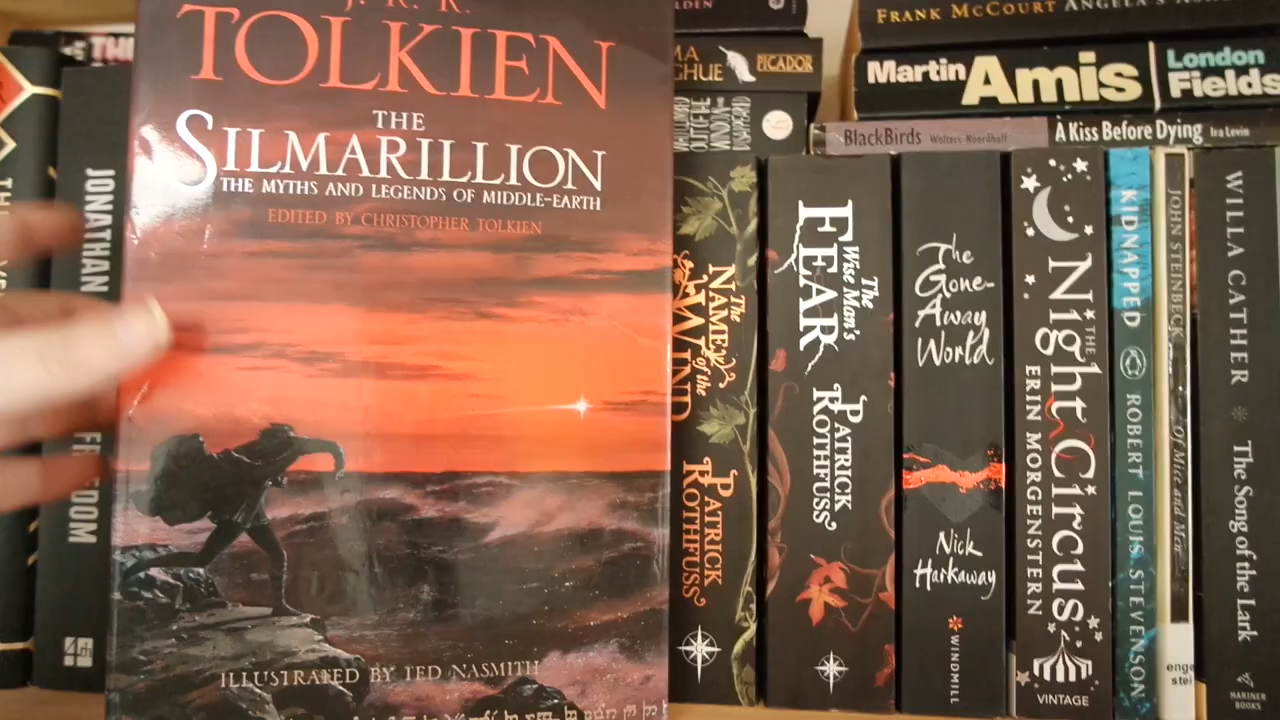 J. R. R.
TOLKIEN
THE
SILMARILLION
THE MYTHS AND LEGENDS OF MIDDLE-EARTH
EDITED BY CHRISTOPHER TOLKIEN
ILLUSTRATED BY TED NASMITH
JONATHAN
4th
PICADOR
FRANK MCCOURT ANGELA'S
Martin Amis London Fields
BlackBirds Wolters-Noordhoff
A Kiss Before Dying Ira Levin
The NAME of the WIND
PATRICK ROTHFUSS
The Wise Man's FEAR
PATRICK ROTHFUSS
The Gone-Away World
Nick Harkaway
WINDMILL
THE Night Circus
ERIN MORGENSTERN
VINTAGE
KIDNAPPED ROBERT LOUIS STEVENSON
JOHN STEINBECK Of Mice and Men
WILLA CATHER The Song of the Lark
MARINER BOOKS